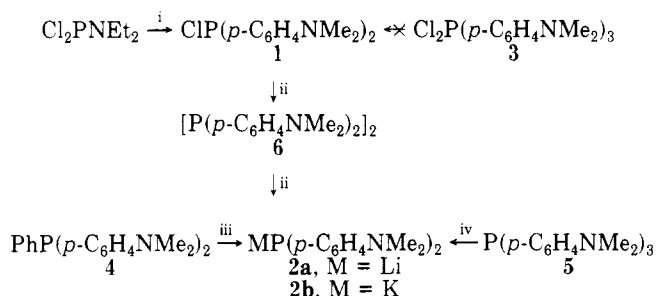 Cl₂PNEt₂ →ⁱ ClP(p-C₆H₄NMe₂)₂ ↚ Cl₂P(p-C₆H₄NMe₂)₃
1 3
↓ ii
[P(p-C₆H₄NMe₂)₂]₂
6
↓ ii
PhP(p-C₆H₄NMe₂)₂ →ⁱⁱⁱ MP(p-C₆H₄NMe₂)₂ ←ⁱᵛ P(p-C₆H₄NMe₂)₃
4 2a, M = Li 5
2b, M = K